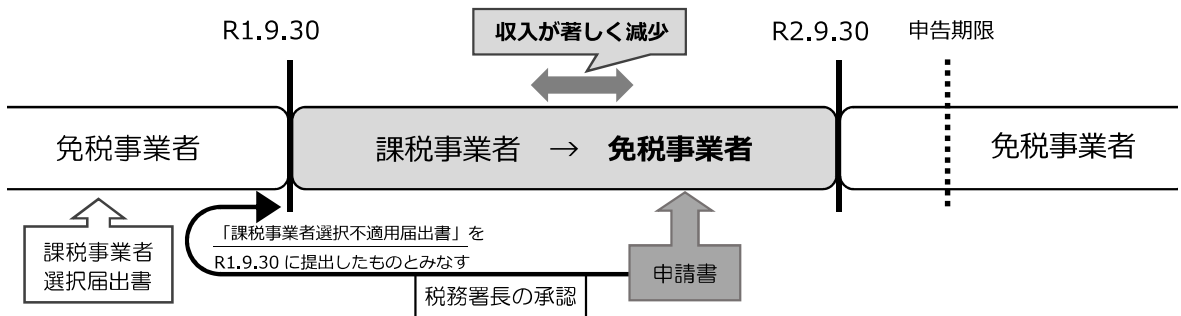 R1.9.30
収入が著しく減少
R2.9.30
申告期限
免税事業者
課税事業者 → 免税事業者
免税事業者
課税事業者
選択届出書
「課税事業者選択不適用届出書」を
R1.9.30 に提出したものとみなす
税務署長の承認
申請書